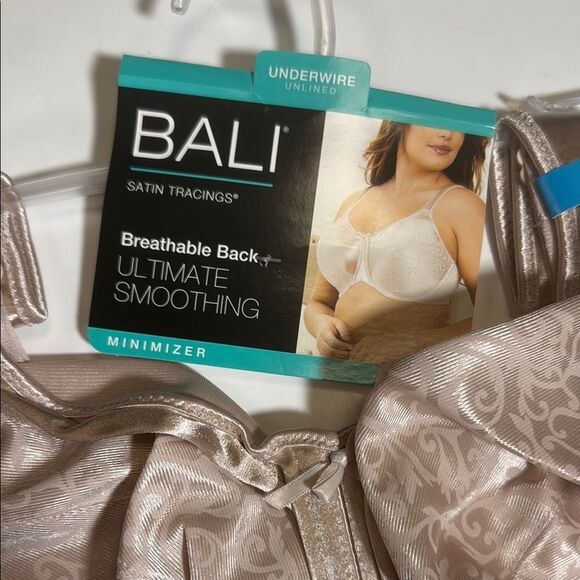 UNDERWIRE
UNLINED
BALI®
SATIN TRACINGS®
Breathable Back
ULTIMATE
SMOOTHING
MINIMIZER